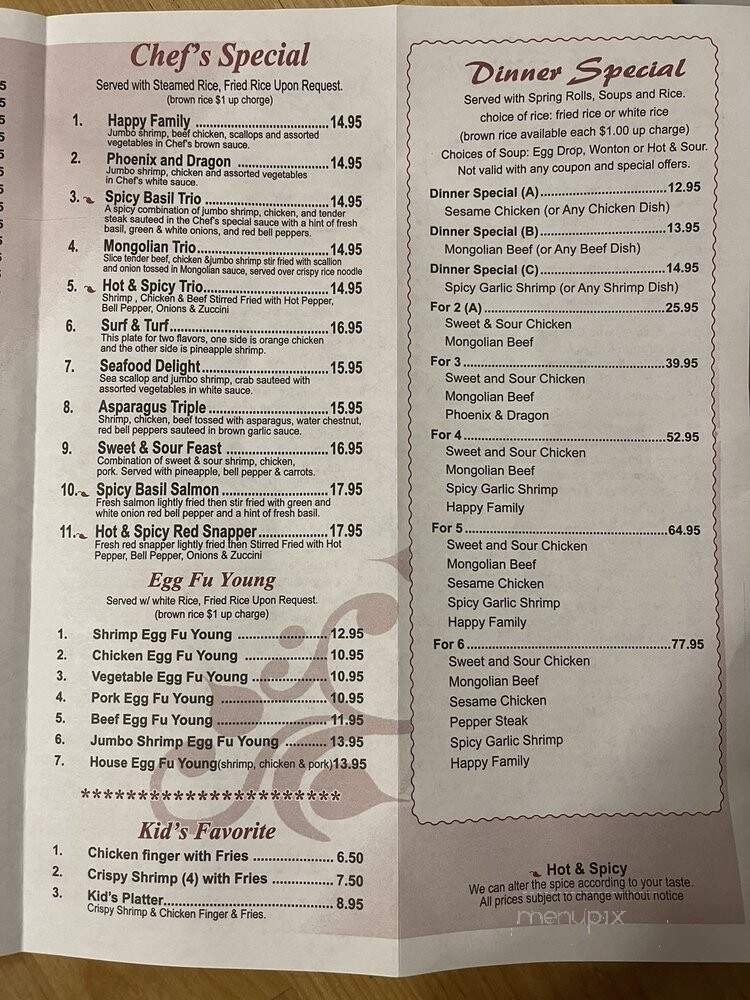 Chef's Special
Served with Steamed Rice, Fried Rice Upon Request.
(brown rice $1 up chorge)
1. Happy Family ............ 14.95
Jumbo shrimp, beef chicken, scallops and assorted
vegetables in Chef's brown sauce.
2. Phoenix and Dragon ............ 14.95
Jumbo shrimp, chicken and assorted vegetables
in Chef's white sauce.
3. Spicy Basil Trio ............ 14.95
A spicy combination of jumbo shrimp, chicken, and tender
steak sauteed in the Chef's special sauce with a hint of fresh
basil, green & white onions, and red bell peppers.
4. Mongolian Trio ............ 14.95
Slice tender beef, chicken &jumbo shrimp stir fried with scallion
and onion tossed in Mongolian sauce, served over crispy rice noodle
5. Hot & Spicy Trio ............ 14.95
Shrimp , Chicken & Beef Stirred Fried with Hot Pepper,
Bell Pepper, Onions & Zuccini
6. Surf & Turf ............ 16.95
This plate for two flavors, one side is orange chicken
and the other side is pineapple shrimp.
7. Seafood Delight ............ 15.95
Sea scallop and jumbo shrimp, crab sauteed with
assorted vegetables in white sauce.
8. Asparagus Triple ............ 15.95
Shrimp, chicken, beef tossed with asparagus, water chestnut,
red bell peppers sauteed in brown garlic sauce.
9. Sweet & Sour Feast ............ 16.95
Combination of sweet & sour shrimp, chicken,
pork. Served with pineapple, bell pepper & carrots.
10. Spicy Basil Salmon ............ 17.95
Fresh salmon lightly fried then stir fried with green and
white onion red bell pepper and a hint of fresh basil.
11. Hot & Spicy Red Snapper ............ 17.95
Fresh red snapper lightly fried then Stirred Fried with Hot
Pepper, Bell Pepper, Onions & Zuccini
Egg Fu Young
Served w/ white Rice, Fried Rice Upon Request.
(brown rice $1 up charge)
1. Shrimp Egg Fu Young ............ 12.95
2. Chicken Egg Fu Young ............ 10.95
3. Vegetable Egg Fu Young ............ 10.95
4. Pork Egg Fu Young ............ 10.95
5. Beef Egg Fu Young ............ 11.95
6. Jumbo Shrimp Egg Fu Young ............ 13.95
7. House Egg Fu Young(shrimp, chicken & pork)13.95
**********************
Kid's Favorite
1. Chicken finger with Fries ............ 6.50
2. Crispy Shrimp (4) with Fries ............ 7.50
3. Kid's Platter ............ 8.95
Crispy Shrimp & Chicken Finger & Fries.
Dinner Special
Served with Spring Rolls, Soups and Rice.
choice of rice: fried rice or white rice
(brown rice available each $1.00 up charge)
Choices of Soup: Egg Drop, Wonton or Hot & Sour.
Not valid with any coupon and special offers.
Dinner Special (A) ............ 12.95
Sesame Chicken (or Any Chicken Dish)
Dinner Special (B) ............ 13.95
Mongolian Beef (or Any Beef Dish)
Dinner Special (C) ............ 14.95
Spicy Garlic Shrimp (or Any Shrimp Dish)
For 2 (A) ............ 25.95
Sweet & Sour Chicken
Mongolian Beef
For 3 ............ 39.95
Sweet and Sour Chicken
Mongolian Beef
Phoenix & Dragon
For 4 ............ 52.95
Sweet and Sour Chicken
Mongolian Beef
Spicy Garlic Shrimp
Happy Family
For 5 ............ 64.95
Sweet and Sour Chicken
Mongolian Beef
Sesame Chicken
Spicy Garlic Shrimp
Happy Family
For 6 ............ 77.95
Sweet and Sour Chicken
Mongolian Beef
Sesame Chicken
Pepper Steak
Spicy Garlic Shrimp
Happy Family
Hot & Spicy
We can alter the spice according to your taste.
All prices subject to change without notice
menupix